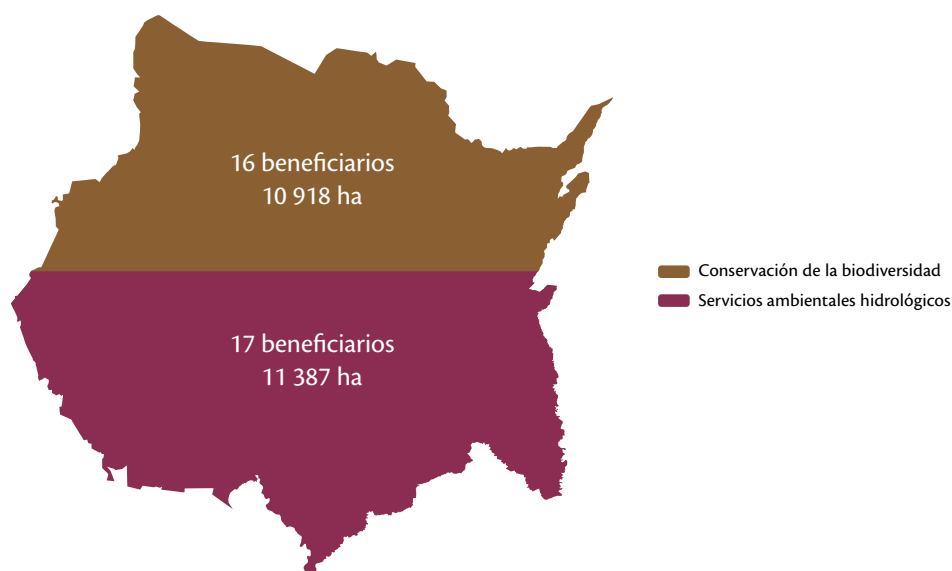 16 beneficiarios
10 918 ha
Conservación de la biodiversidad
Servicios ambientales hidrológicos
17 beneficiarios
11 387 ha